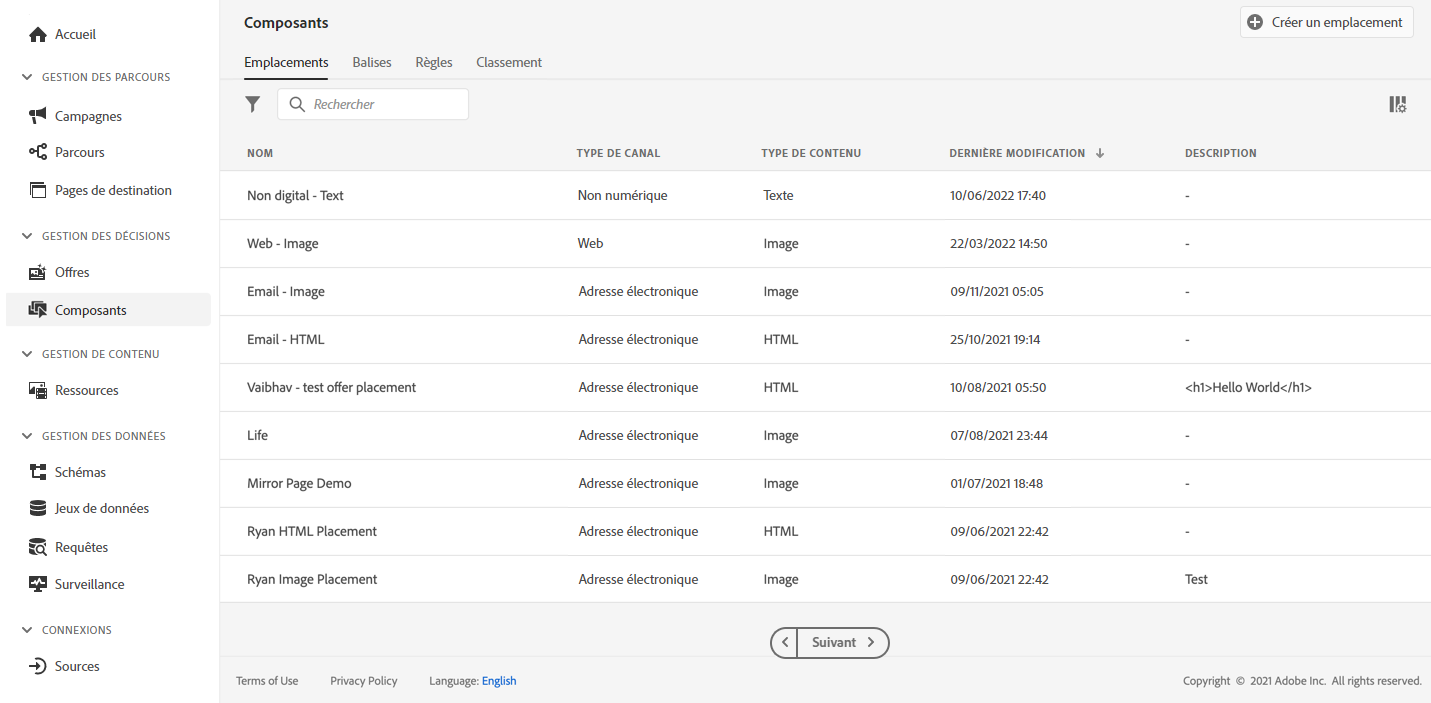 Accueil
GESTION DES PARCOURS
Campagnes
Parcours
Pages de destination
GESTION DES DÉCISIONS
Offres
Composants
GESTION DE CONTENU
Ressources
GESTION DES DONNÉES
Schémas
Jeux de données
Requêtes
Surveillance
CONNEXIONS
Sources
Composants
Créer un emplacement
Emplacements Balises Règles Classement
Rechercher
NOM TYPE DE CANAL TYPE DE CONTENU DERNIÈRE MODIFICATION DESCRIPTION
Non digital - Text Non numérique Texte 10/06/2022 17:40 -
Web - Image Web Image 22/03/2022 14:50 -
Email - Image Adresse électronique Image 09/11/2021 05:05 -
Email - HTML Adresse électronique HTML 25/10/2021 19:14 -
Vaibhav - test offer placement Adresse électronique HTML 10/08/2021 05:50 <h1>Hello World</h1>
Life Adresse électronique Image 07/08/2021 23:44 -
Mirror Page Demo Adresse électronique Image 01/07/2021 18:48 -
Ryan HTML Placement Adresse électronique HTML 09/06/2021 22:42 -
Ryan Image Placement Adresse électronique Image 09/06/2021 22:42 Test
Suivant
Terms of Use Privacy Policy Language: English Copyright © 2021 Adobe Inc. All rights reserved.